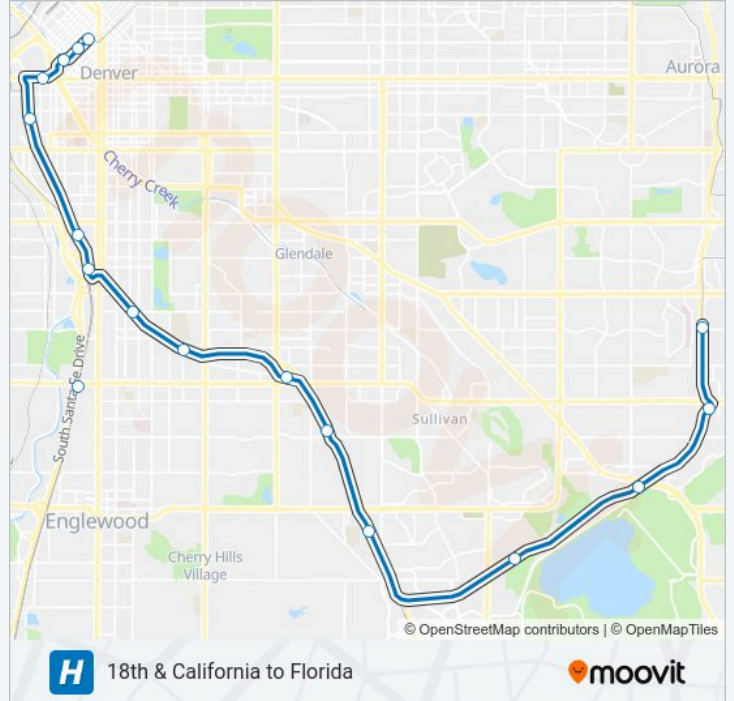 Denver
Aurora
Cherry Creek
Glendale
South Santa Fe Drive
Sullivan
Englewood
Cherry Hills
Village
© OpenStreetMap contributors | © OpenMapTiles
H
18th & California to Florida
moovit